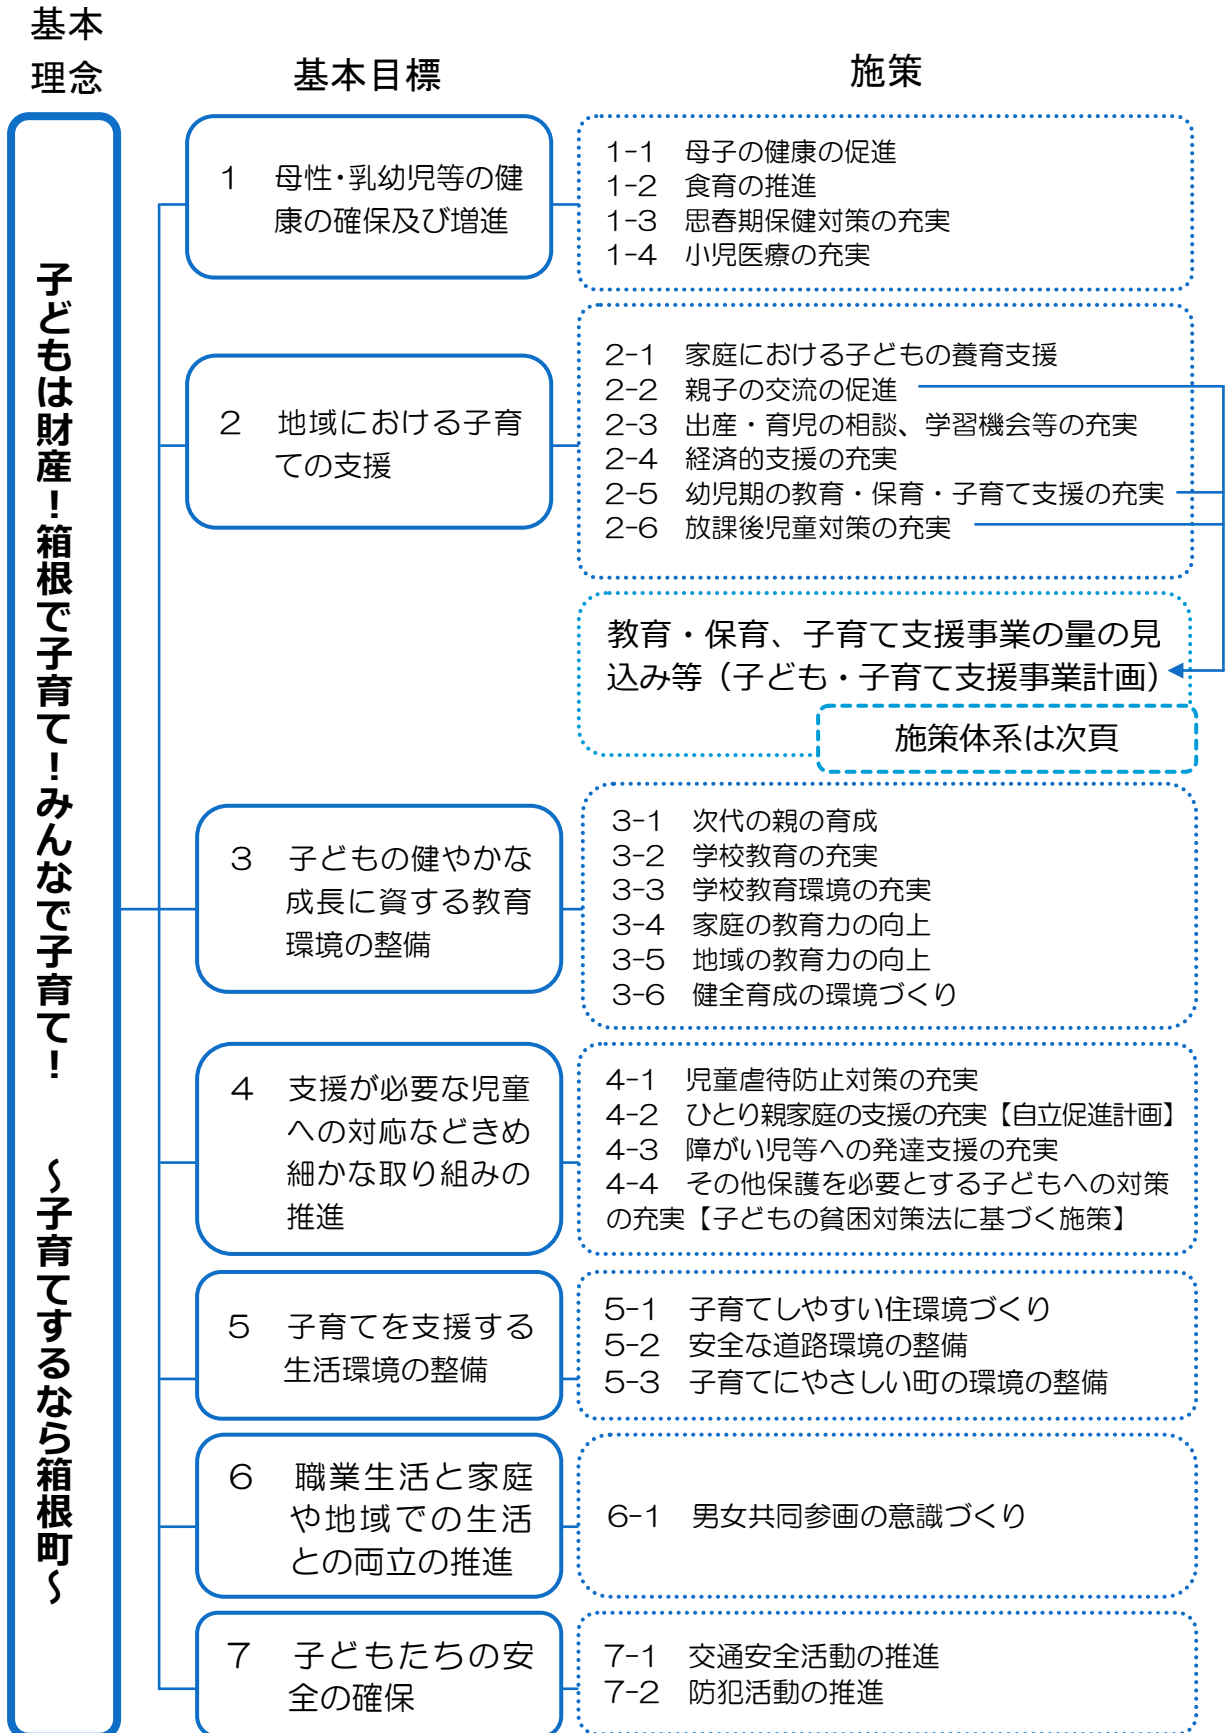 基本
理念
基本目標
施策
子どもは財産！箱根で子育て！みんなで子育て！ ～子育てするなら箱根町～
1 母性・乳幼児等の健
康の確保及び増進
1-1 母子の健康の促進
1-2 食育の推進
1-3 思春期保健対策の充実
1-4 小児医療の充実
2 地域における子育
ての支援
2-1 家庭における子どもの養育支援
2-2 親子の交流の促進
2-3 出産・育児の相談、学習機会等の充実
2-4 経済的支援の充実
2-5 幼児期の教育・保育・子育て支援の充実
2-6 放課後児童対策の充実
教育・保育、子育て支援事業の量の見
込み等（子ども・子育て支援事業計画）
施策体系は次頁
3 子どもの健やかな
成長に資する教育
環境の整備
3-1 次代の親の育成
3-2 学校教育の充実
3-3 学校教育環境の充実
3-4 家庭の教育力の向上
3-5 地域の教育力の向上
3-6 健全育成の環境づくり
4 支援が必要な児童
への対応などきめ
細かな取り組みの
推進
4-1 児童虐待防止対策の充実
4-2 ひとり親家庭の支援の充実【自立促進計画】
4-3 障がい児等への発達支援の充実
4-4 その他保護を必要とする子どもへの対策
の充実【子どもの貧困対策法に基づく施策】
5 子育てを支援する
生活環境の整備
5-1 子育てしやすい住環境づくり
5-2 安全な道路環境の整備
5-3 子育てにやさしい町の環境の整備
6 職業生活と家庭
や地域での生活
との両立の推進
6-1 男女共同参画の意識づくり
7 子どもたちの安
全の確保
7-1 交通安全活動の推進
7-2 防犯活動の推進